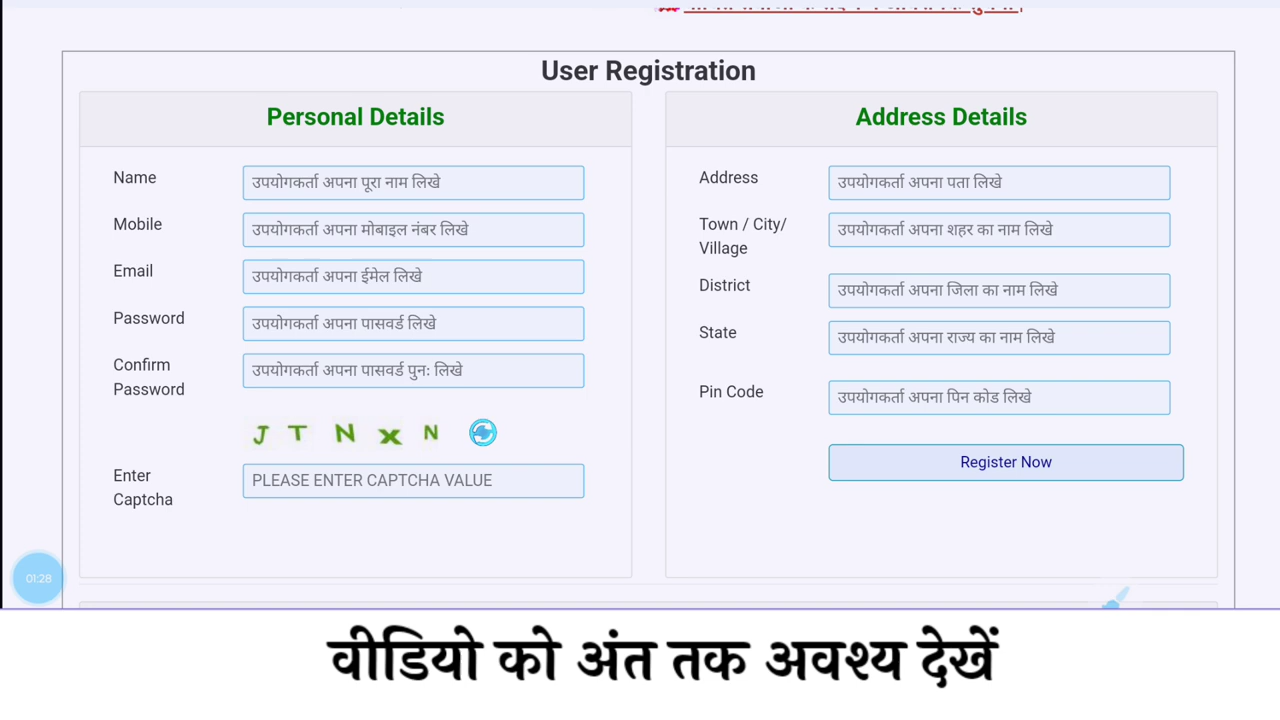 User Registration
Personal Details
Name
उपयोगकर्ता अपना पूरा नाम लिखे
Mobile
उपयोगकर्ता अपना मोबाइल नंबर लिखे
Email
उपयोगकर्ता अपना ईमेल लिखे
Password
उपयोगकर्ता अपना पासवर्ड लिखे
Confirm
Password
उपयोगकर्ता अपना पासवर्ड पुनः लिखे
J T N X N
Enter
Captcha
PLEASE ENTER CAPTCHA VALUE
Address Details
Address
उपयोगकर्ता अपना पता लिखे
Town / City/
Village
उपयोगकर्ता अपना शहर का नाम लिखे
District
उपयोगकर्ता अपना जिला का नाम लिखे
State
उपयोगकर्ता अपना राज्य का नाम लिखे
Pin Code
उपयोगकर्ता अपना पिन कोड लिखे
Register Now
01:28
वीडियो को अंत तक अवश्य देखें